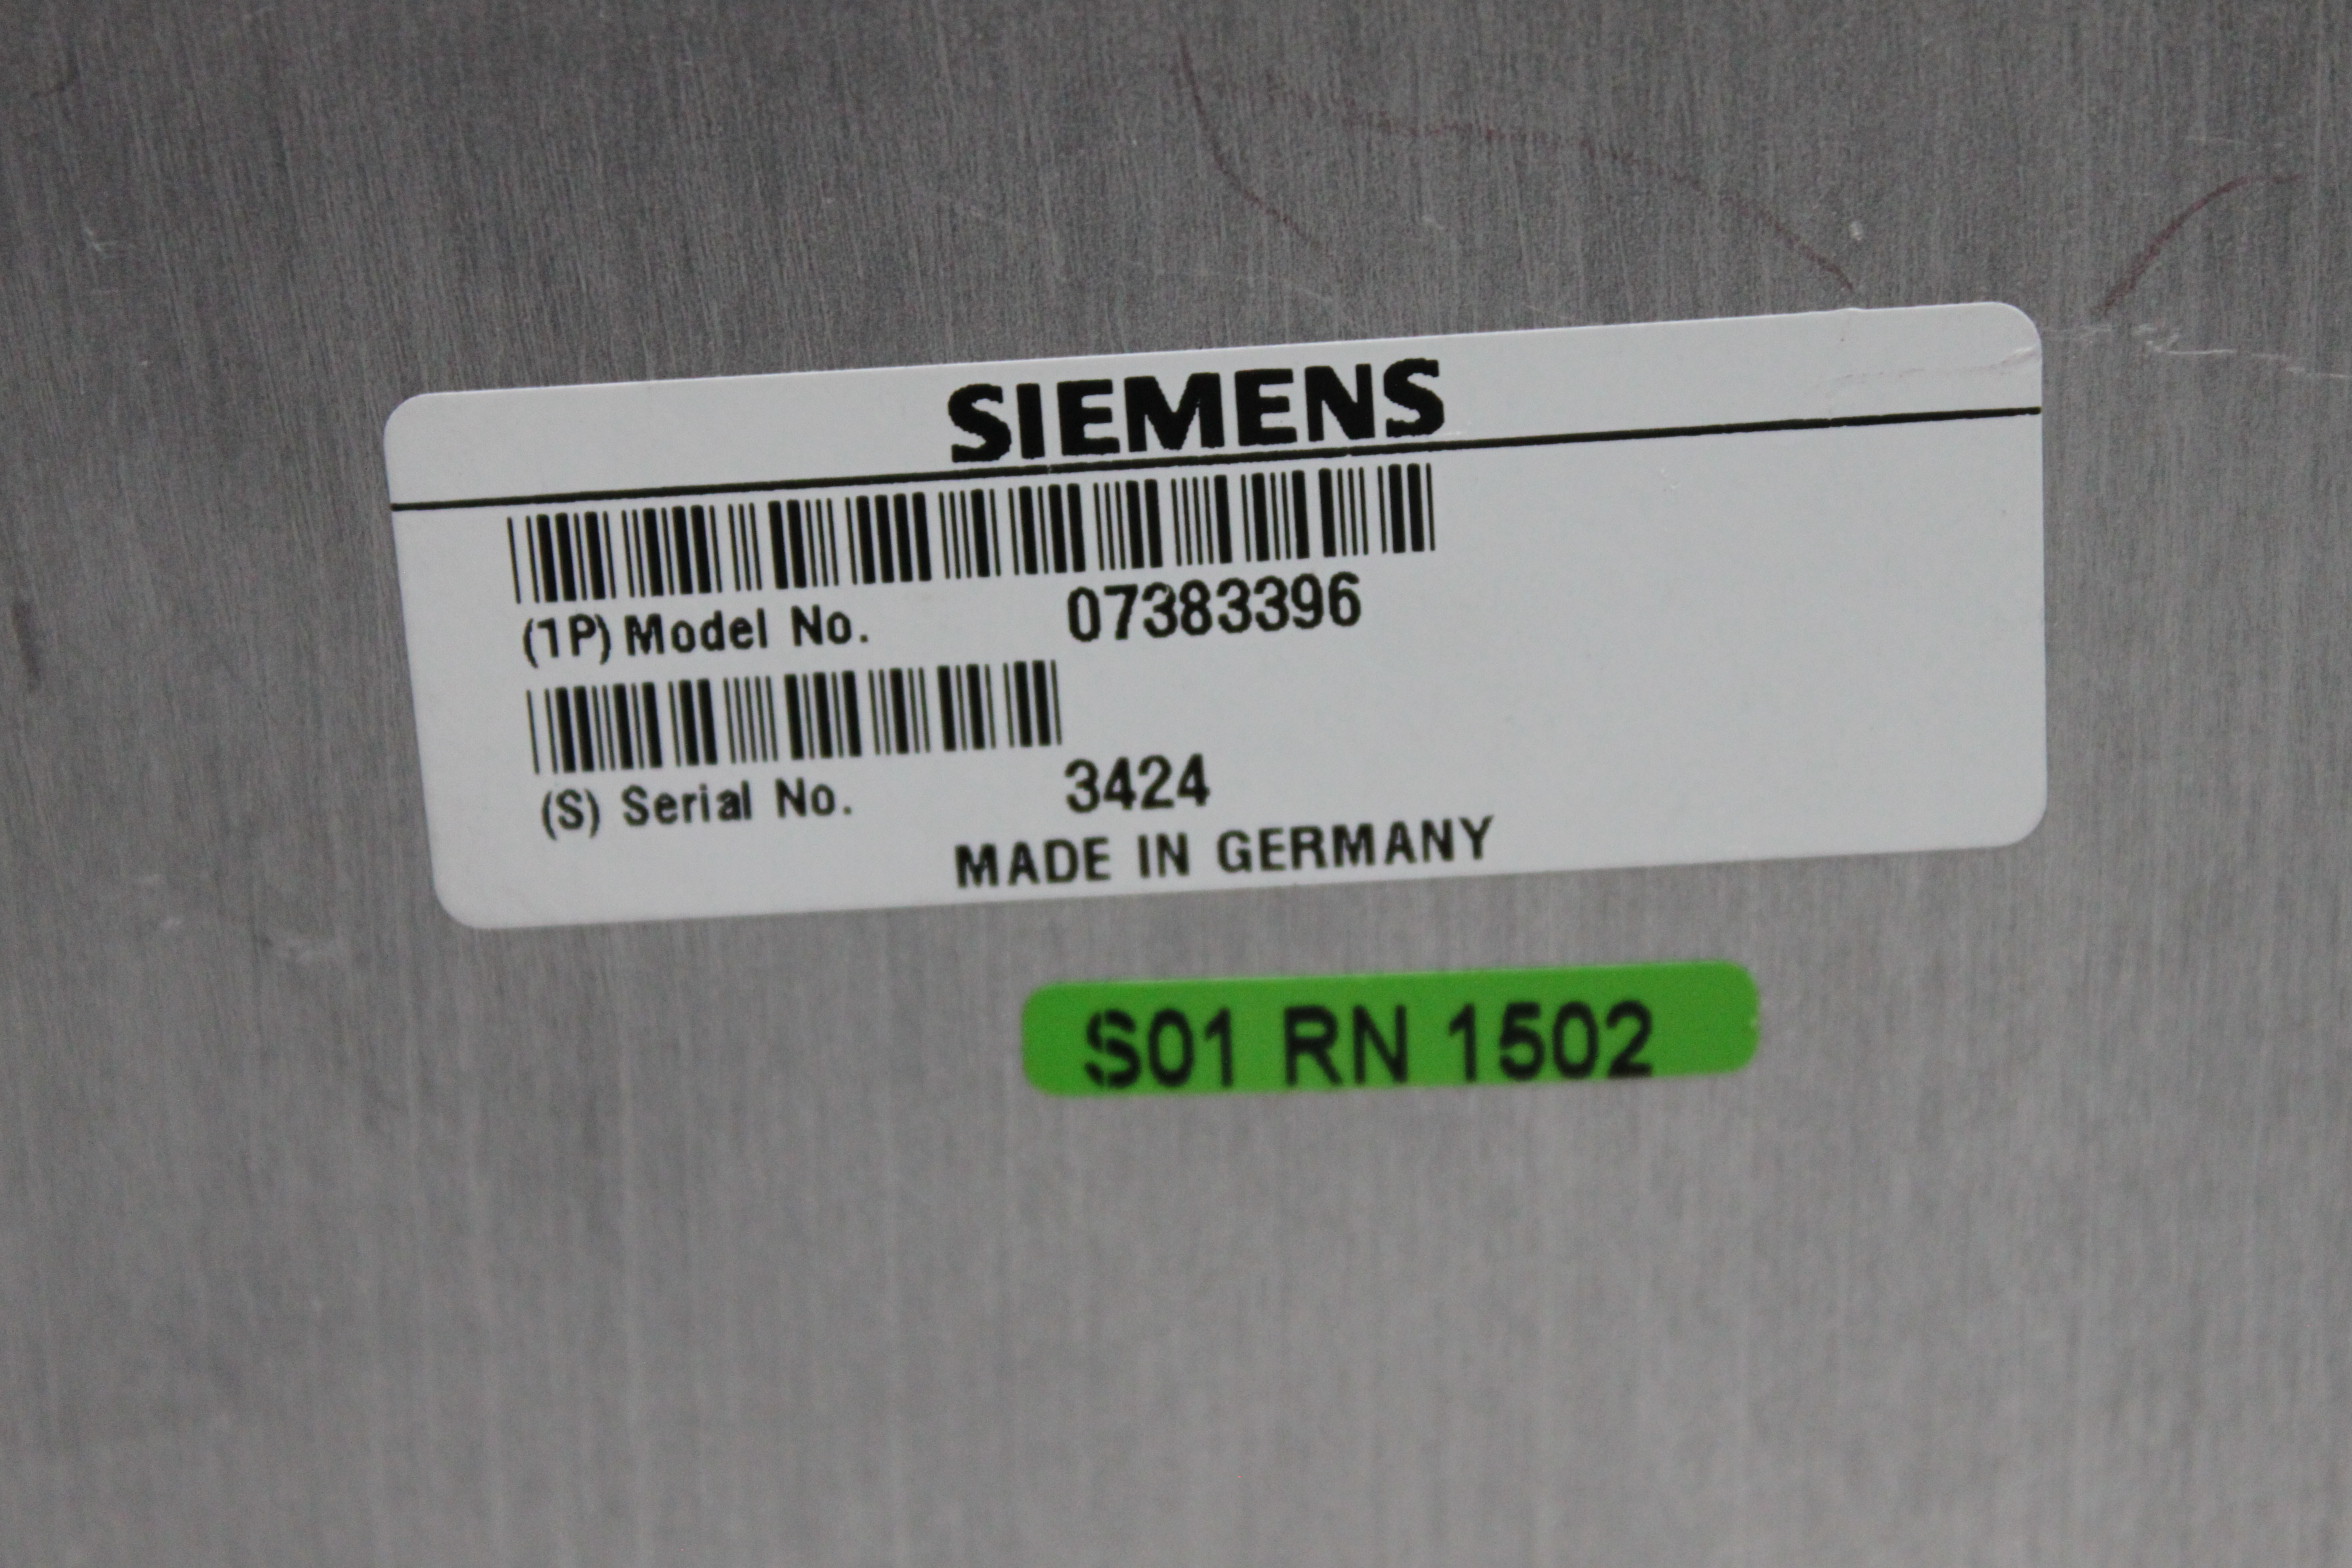 SIEMENS
(1P) Model No. 07383396
(S) Serial No. 3424
MADE IN GERMANY
S01 RN 1502